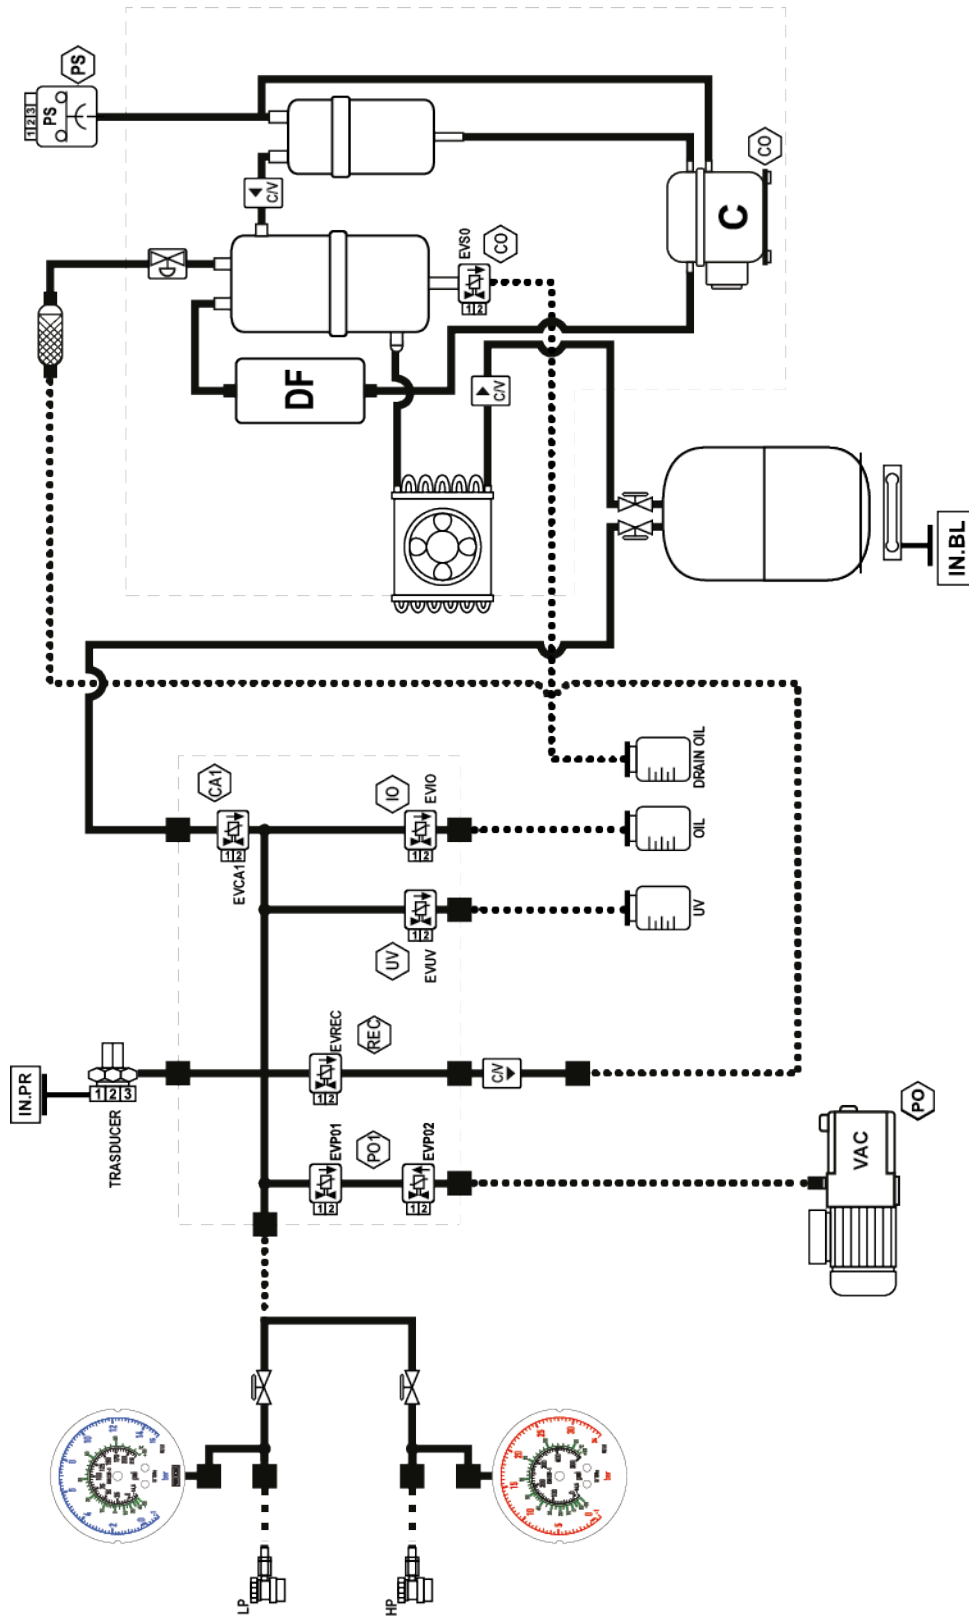 PS
1 2 3
PS
C/V
EVS0
1 2
CO
CO
C
DF
C/V
IN.BL
CA1
1 2
EVCA1
IO
EVIO
1 2
DRAIN OIL
OIL
UV
UV
1 2
EVUV
IN.PR
1 2 3
TRASDUCER
EVREC
REC
1 2
C/V
EVP01
PO1
EVP02
1 2
1 2
PO
VAC
bar
bar
LP
HP